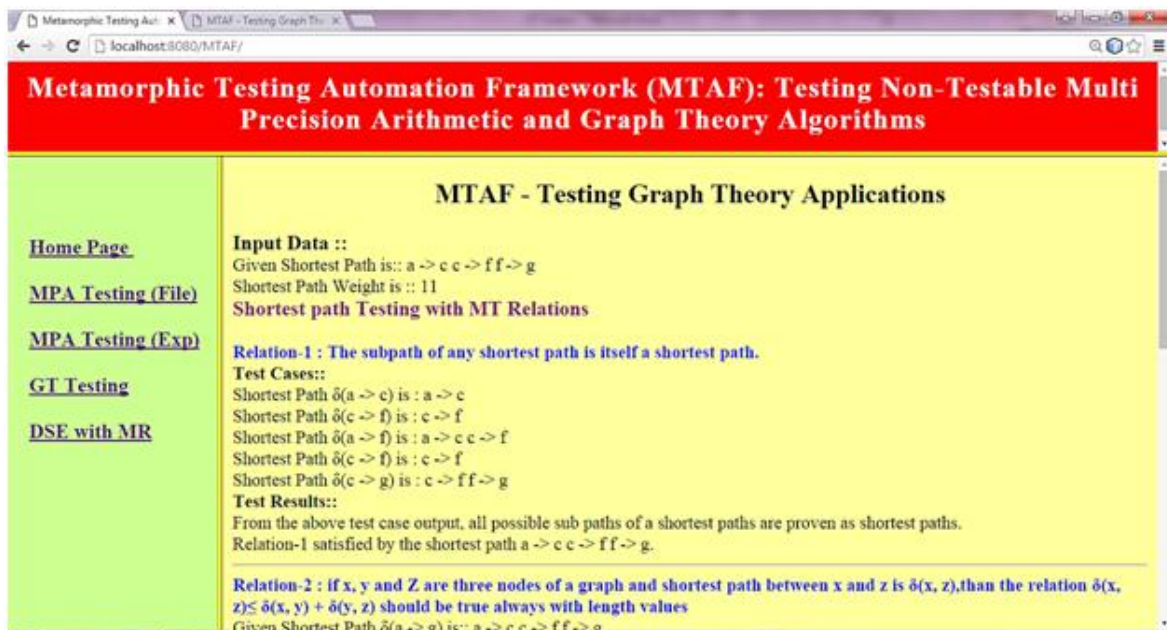 Metamorphic Testing Aut
MTAF - Testing Graph The
localhost:8080/MTAF/
Metamorphic Testing Automation Framework (MTAF): Testing Non-Testable Multi
Precision Arithmetic and Graph Theory Algorithms
Home Page
MPA Testing (File)
MPA Testing (Exp)
GT Testing
DSE with MR
MTAF - Testing Graph Theory Applications
Input Data ::
Given Shortest Path is:: a -> c c -> f f -> g
Shortest Path Weight is :: 11
Shortest path Testing with MT Relations
Relation-1 : The subpath of any shortest path is itself a shortest path.
Test Cases::
Shortest Path δ(a -> c) is : a -> c
Shortest Path δ(c -> f) is : c -> f
Shortest Path δ(a -> f) is : a -> c c -> f
Shortest Path δ(c -> f) is : c -> f
Shortest Path δ(c -> g) is : c -> f f -> g
Test Results::
From the above test case output, all possible sub paths of a shortest paths are proven as shortest paths.
Relation-1 satisfied by the shortest path a -> c c -> f f -> g.
Relation-2 : if x, y and Z are three nodes of a graph and shortest path between x and z is δ(x, z),than the relation δ(x,
z)≤ δ(x, y) + δ(y, z) should be true always with length values
Given Shortest Path δ(a -> g) is:: a -> c c -> f f -> g